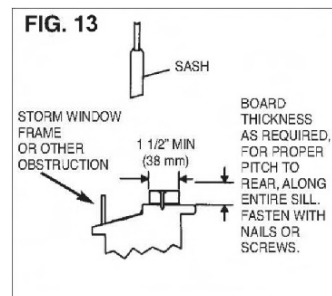 FIG. 13
SASH
STORM WINDOW
FRAME
OR OTHER
OBSTRUCTION
1 1/2" MIN
(38 mm)
BOARD
THICKNESS
AS REQUIRED,
FOR PROPER
PITCH TO
REAR, ALONG
ENTIRE SILL.
FASTEN WITH
NAILS OR
SCREWS.